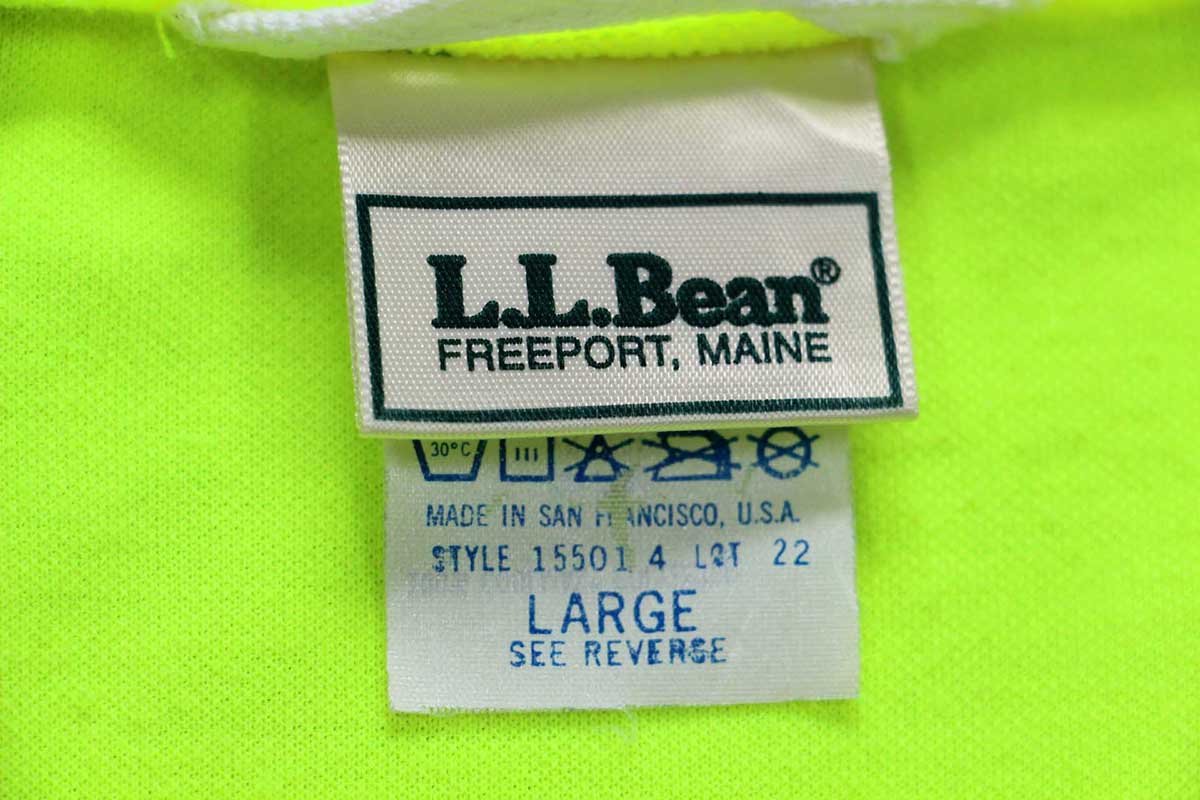 L.L.Bean®
FREEPORT, MAINE
30°C
MADE IN SAN FRANCISCO, U.S.A.
STYLE 15501 4 LOT 22
LARGE
SEE REVERSE